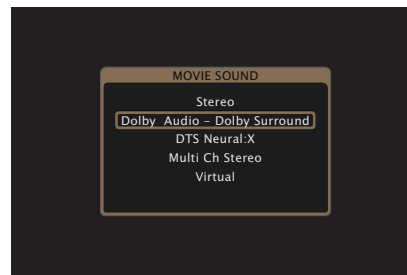 MOVIE SOUND
Stereo
Dolby Audio – Dolby Surround
DTS Neural:X
Multi Ch Stereo
Virtual